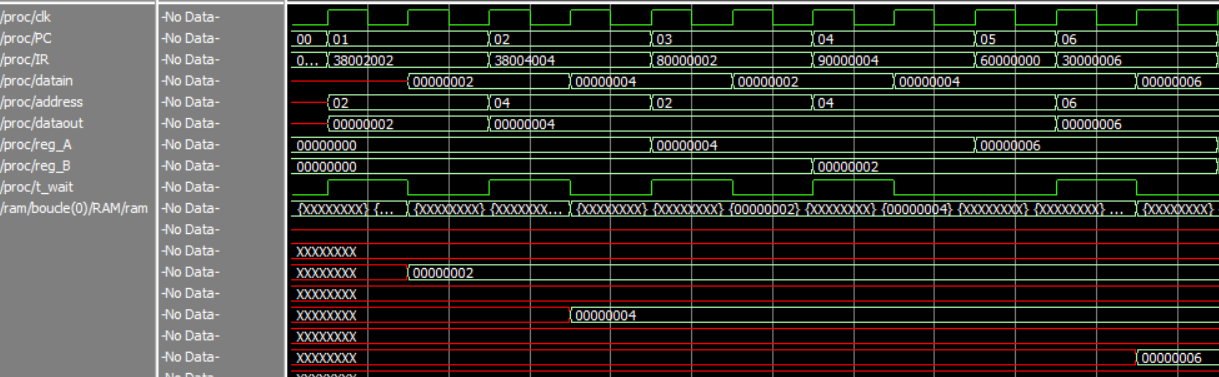 /proc/clk -No Data-
/proc/PC -No Data- 00 01 02 03 04 05 06
/proc/IR -No Data- 0... 38002002 38004004 80000002 90000004 60000000 30000006
/proc/datain -No Data- 00000002 00000004 00000002 00000004 00000006
/proc/address -No Data- 02 04 02 04 06
/proc/dataout -No Data- 00000002 00000004 00000006
/proc/reg_A -No Data- 00000000 00000004 00000006
/proc/reg_B -No Data- 00000000 00000002
/proc/t_wait -No Data-
/ram/boucle(0)/RAM/ram -No Data- {XXXXXXXX} {... {XXXXXXXX} {XXXXXXX... {XXXXXXXX} {XXXXXXXX} {00000002} {XXXXXXXX} {00000004} {XXXXXXXX} {XXXXXXXX} ... {XXXXXXXX}
-No Data-
-No Data- XXXXXXXX
-No Data- XXXXXXXX 00000002
-No Data- XXXXXXXX
-No Data- XXXXXXXX 00000004
-No Data- XXXXXXXX
-No Data- XXXXXXXX 00000006